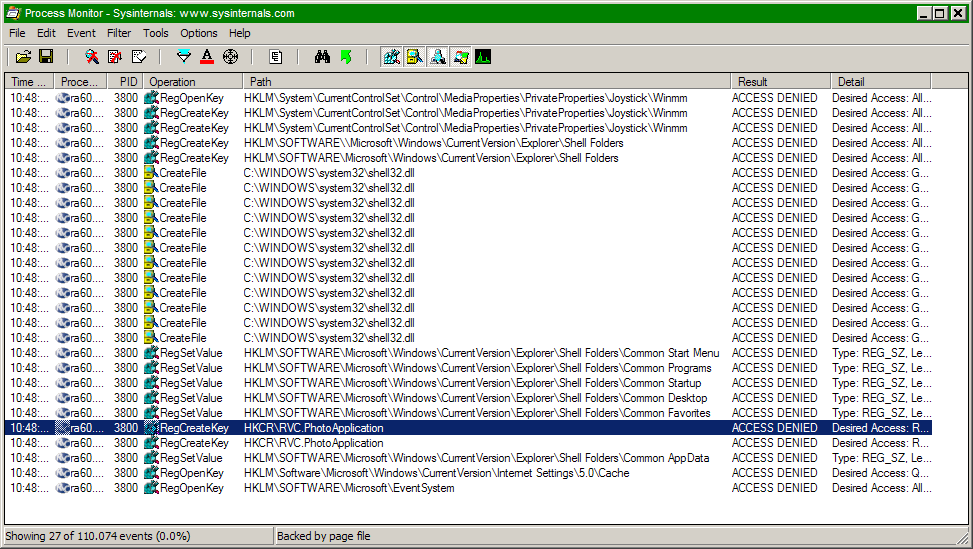 Process Monitor - Sysinternals: www.sysinternals.com
File Edit Event Filter Tools Options Help
Time ... Proce... PID Operation Path Result Detail
10:48:... ra60.... 3800 RegOpenKey HKLM\System\CurrentControlSet\Control\MediaProperties\PrivateProperties\Joystick\Winmm ACCESS DENIED Desired Access: All...
10:48:... ra60.... 3800 RegCreateKey HKLM\System\CurrentControlSet\Control\MediaProperties\PrivateProperties\Joystick\Winmm ACCESS DENIED Desired Access: All...
10:48:... ra60.... 3800 RegCreateKey HKLM\System\CurrentControlSet\Control\MediaProperties\PrivateProperties\Joystick\Winmm ACCESS DENIED Desired Access: All...
10:48:... ra60.... 3800 RegCreateKey HKLM\SOFTWARE\\Microsoft\Windows\CurrentVersion\Explorer\Shell Folders ACCESS DENIED Desired Access: All...
10:48:... ra60.... 3800 RegCreateKey HKLM\SOFTWARE\Microsoft\Windows\CurrentVersion\Explorer\Shell Folders ACCESS DENIED Desired Access: All...
10:48:... ra60.... 3800 CreateFile C:\WINDOWS\system32\shell32.dll ACCESS DENIED Desired Access: G...
10:48:... ra60.... 3800 CreateFile C:\WINDOWS\system32\shell32.dll ACCESS DENIED Desired Access: G...
10:48:... ra60.... 3800 CreateFile C:\WINDOWS\system32\shell32.dll ACCESS DENIED Desired Access: G...
10:48:... ra60.... 3800 CreateFile C:\WINDOWS\system32\shell32.dll ACCESS DENIED Desired Access: G...
10:48:... ra60.... 3800 CreateFile C:\WINDOWS\system32\shell32.dll ACCESS DENIED Desired Access: G...
10:48:... ra60.... 3800 CreateFile C:\WINDOWS\system32\shell32.dll ACCESS DENIED Desired Access: G...
10:48:... ra60.... 3800 CreateFile C:\WINDOWS\system32\shell32.dll ACCESS DENIED Desired Access: G...
10:48:... ra60.... 3800 CreateFile C:\WINDOWS\system32\shell32.dll ACCESS DENIED Desired Access: G...
10:48:... ra60.... 3800 CreateFile C:\WINDOWS\system32\shell32.dll ACCESS DENIED Desired Access: G...
10:48:... ra60.... 3800 CreateFile C:\WINDOWS\system32\shell32.dll ACCESS DENIED Desired Access: G...
10:48:... ra60.... 3800 CreateFile C:\WINDOWS\system32\shell32.dll ACCESS DENIED Desired Access: G...
10:48:... ra60.... 3800 CreateFile C:\WINDOWS\system32\shell32.dll ACCESS DENIED Desired Access: G...
10:48:... ra60.... 3800 RegSetValue HKLM\SOFTWARE\Microsoft\Windows\CurrentVersion\Explorer\Shell Folders\Common Start Menu ACCESS DENIED Type: REG_SZ, Le...
10:48:... ra60.... 3800 RegSetValue HKLM\SOFTWARE\Microsoft\Windows\CurrentVersion\Explorer\Shell Folders\Common Programs ACCESS DENIED Type: REG_SZ, Le...
10:48:... ra60.... 3800 RegSetValue HKLM\SOFTWARE\Microsoft\Windows\CurrentVersion\Explorer\Shell Folders\Common Startup ACCESS DENIED Type: REG_SZ, Le...
10:48:... ra60.... 3800 RegSetValue HKLM\SOFTWARE\Microsoft\Windows\CurrentVersion\Explorer\Shell Folders\Common Desktop ACCESS DENIED Type: REG_SZ, Le...
10:48:... ra60.... 3800 RegSetValue HKLM\SOFTWARE\Microsoft\Windows\CurrentVersion\Explorer\Shell Folders\Common Favorites ACCESS DENIED Type: REG_SZ, Le...
10:48:... ra60.... 3800 RegCreateKey HKCR\RVC.PhotoApplication ACCESS DENIED Desired Access: R...
10:48:... ra60.... 3800 RegCreateKey HKCR\RVC.PhotoApplication ACCESS DENIED Desired Access: R...
10:48:... ra60.... 3800 RegSetValue HKLM\SOFTWARE\Microsoft\Windows\CurrentVersion\Explorer\Shell Folders\Common AppData ACCESS DENIED Type: REG_SZ, Le...
10:48:... ra60.... 3800 RegOpenKey HKLM\Software\Microsoft\Windows\CurrentVersion\Internet Settings\5.0\Cache ACCESS DENIED Desired Access: Q...
10:48:... ra60.... 3800 RegOpenKey HKLM\SOFTWARE\Microsoft\EventSystem ACCESS DENIED Desired Access: All...
Showing 27 of 110.074 events (0.0%) Backed by page file